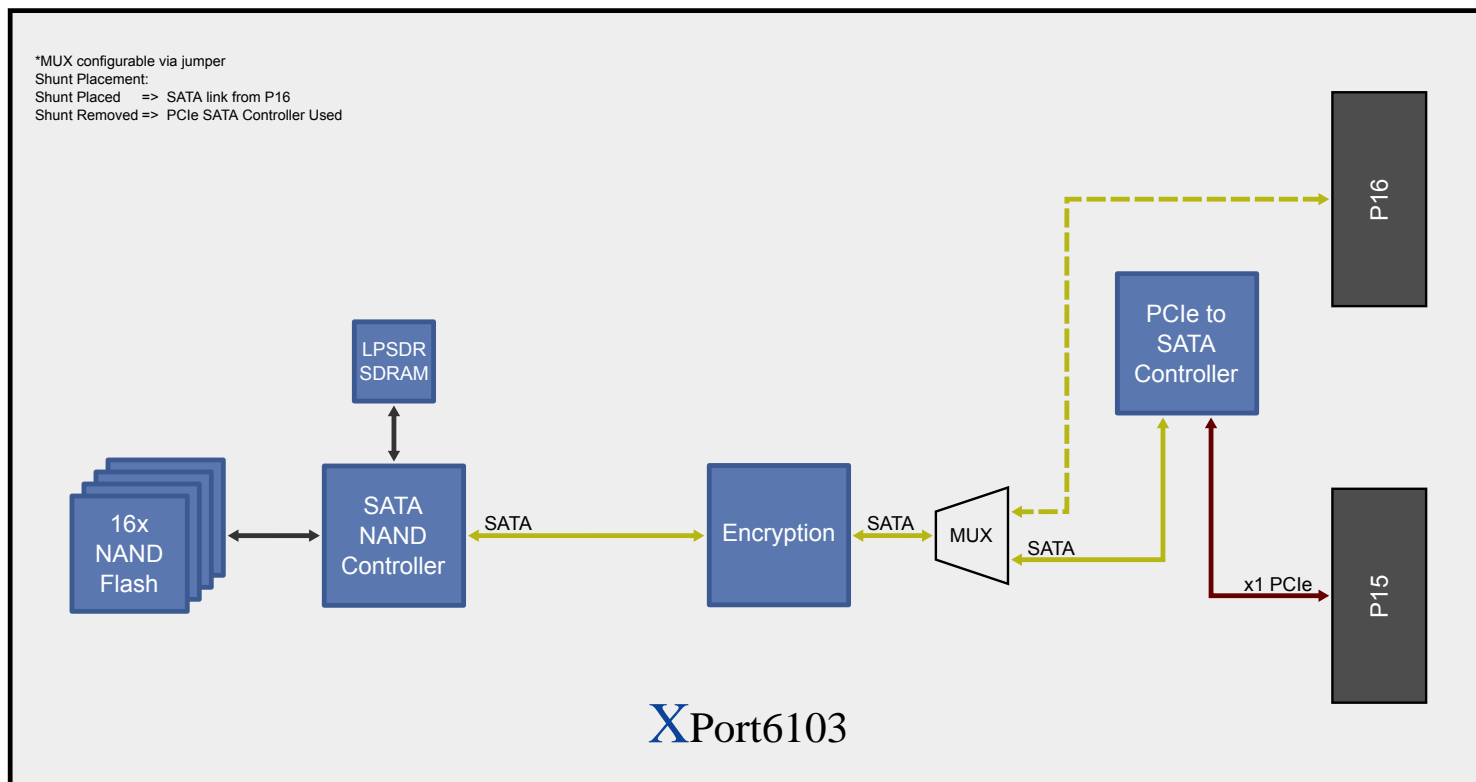 *MUX configurable via jumper
Shunt Placement:
Shunt Placed => SATA link from P16
Shunt Removed => PCIe SATA Controller Used
P16
PCIe to
SATA
Controller
LPSDR
SDRAM
16x
NAND
Flash
SATA
NAND
Controller
SATA
Encryption
SATA
MUX
SATA
x1 PCIe
P15
XPort6103